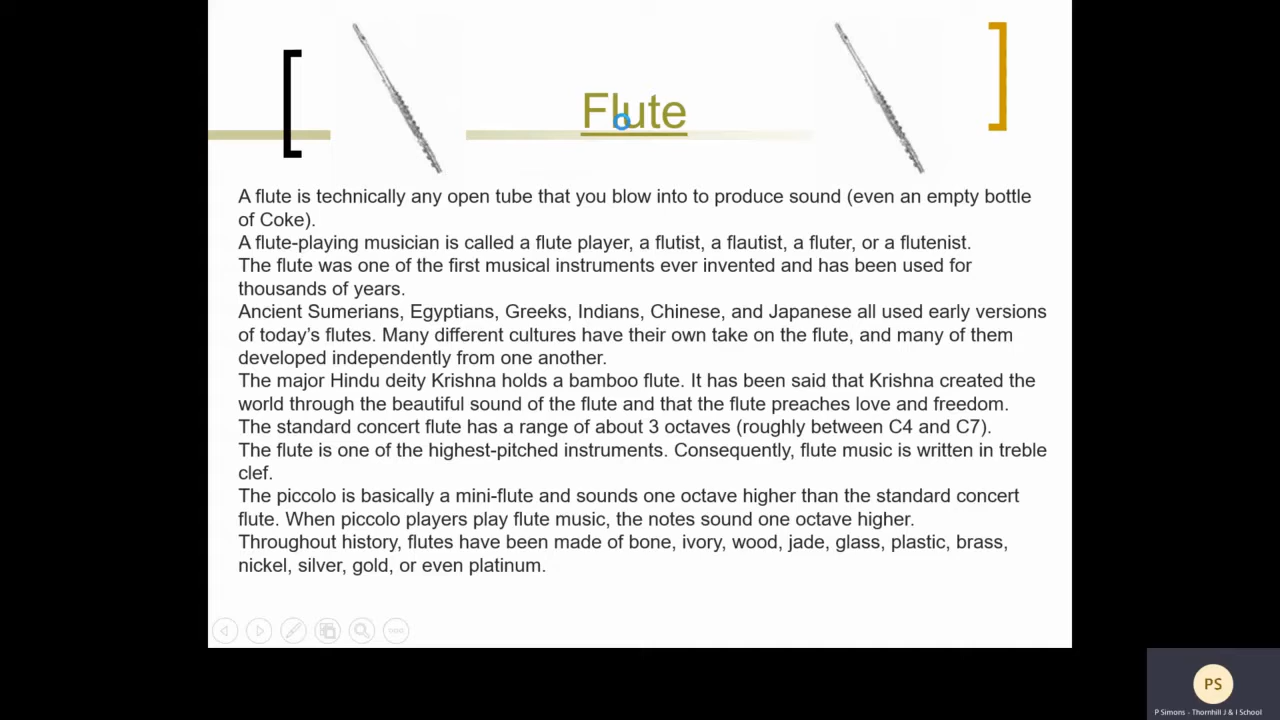 Flute
A flute is technically any open tube that you blow into to produce sound (even an empty bottle
of Coke).
A flute-playing musician is called a flute player, a flutist, a flautist, a fluter, or a flutenist.
The flute was one of the first musical instruments ever invented and has been used for
thousands of years.
Ancient Sumerians, Egyptians, Greeks, Indians, Chinese, and Japanese all used early versions
of today’s flutes. Many different cultures have their own take on the flute, and many of them
developed independently from one another.
The major Hindu deity Krishna holds a bamboo flute. It has been said that Krishna created the
world through the beautiful sound of the flute and that the flute preaches love and freedom.
The standard concert flute has a range of about 3 octaves (roughly between C4 and C7).
The flute is one of the highest-pitched instruments. Consequently, flute music is written in treble
clef.
The piccolo is basically a mini-flute and sounds one octave higher than the standard concert
flute. When piccolo players play flute music, the notes sound one octave higher.
Throughout history, flutes have been made of bone, ivory, wood, jade, glass, plastic, brass,
nickel, silver, gold, or even platinum.
PS
P Simons - Thornhill J & I School